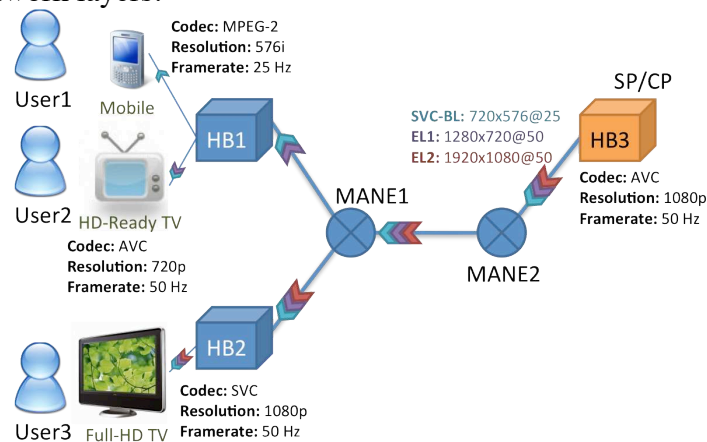 Codec: MPEG-2
Resolution: 576i
Framerate: 25 Hz
User1
Mobile
HB1
SP/CP
SVC-BL: 720x576@25
EL1: 1280x720@50
EL2: 1920x1080@50
HB3
Codec: AVC
Resolution: 1080p
Framerate: 50 Hz
User2
HD-Ready TV
Codec: AVC
Resolution: 720p
Framerate: 50 Hz
MANE1
MANE2
HB2
Codec: SVC
Resolution: 1080p
Framerate: 50 Hz
User3
Full-HD TV